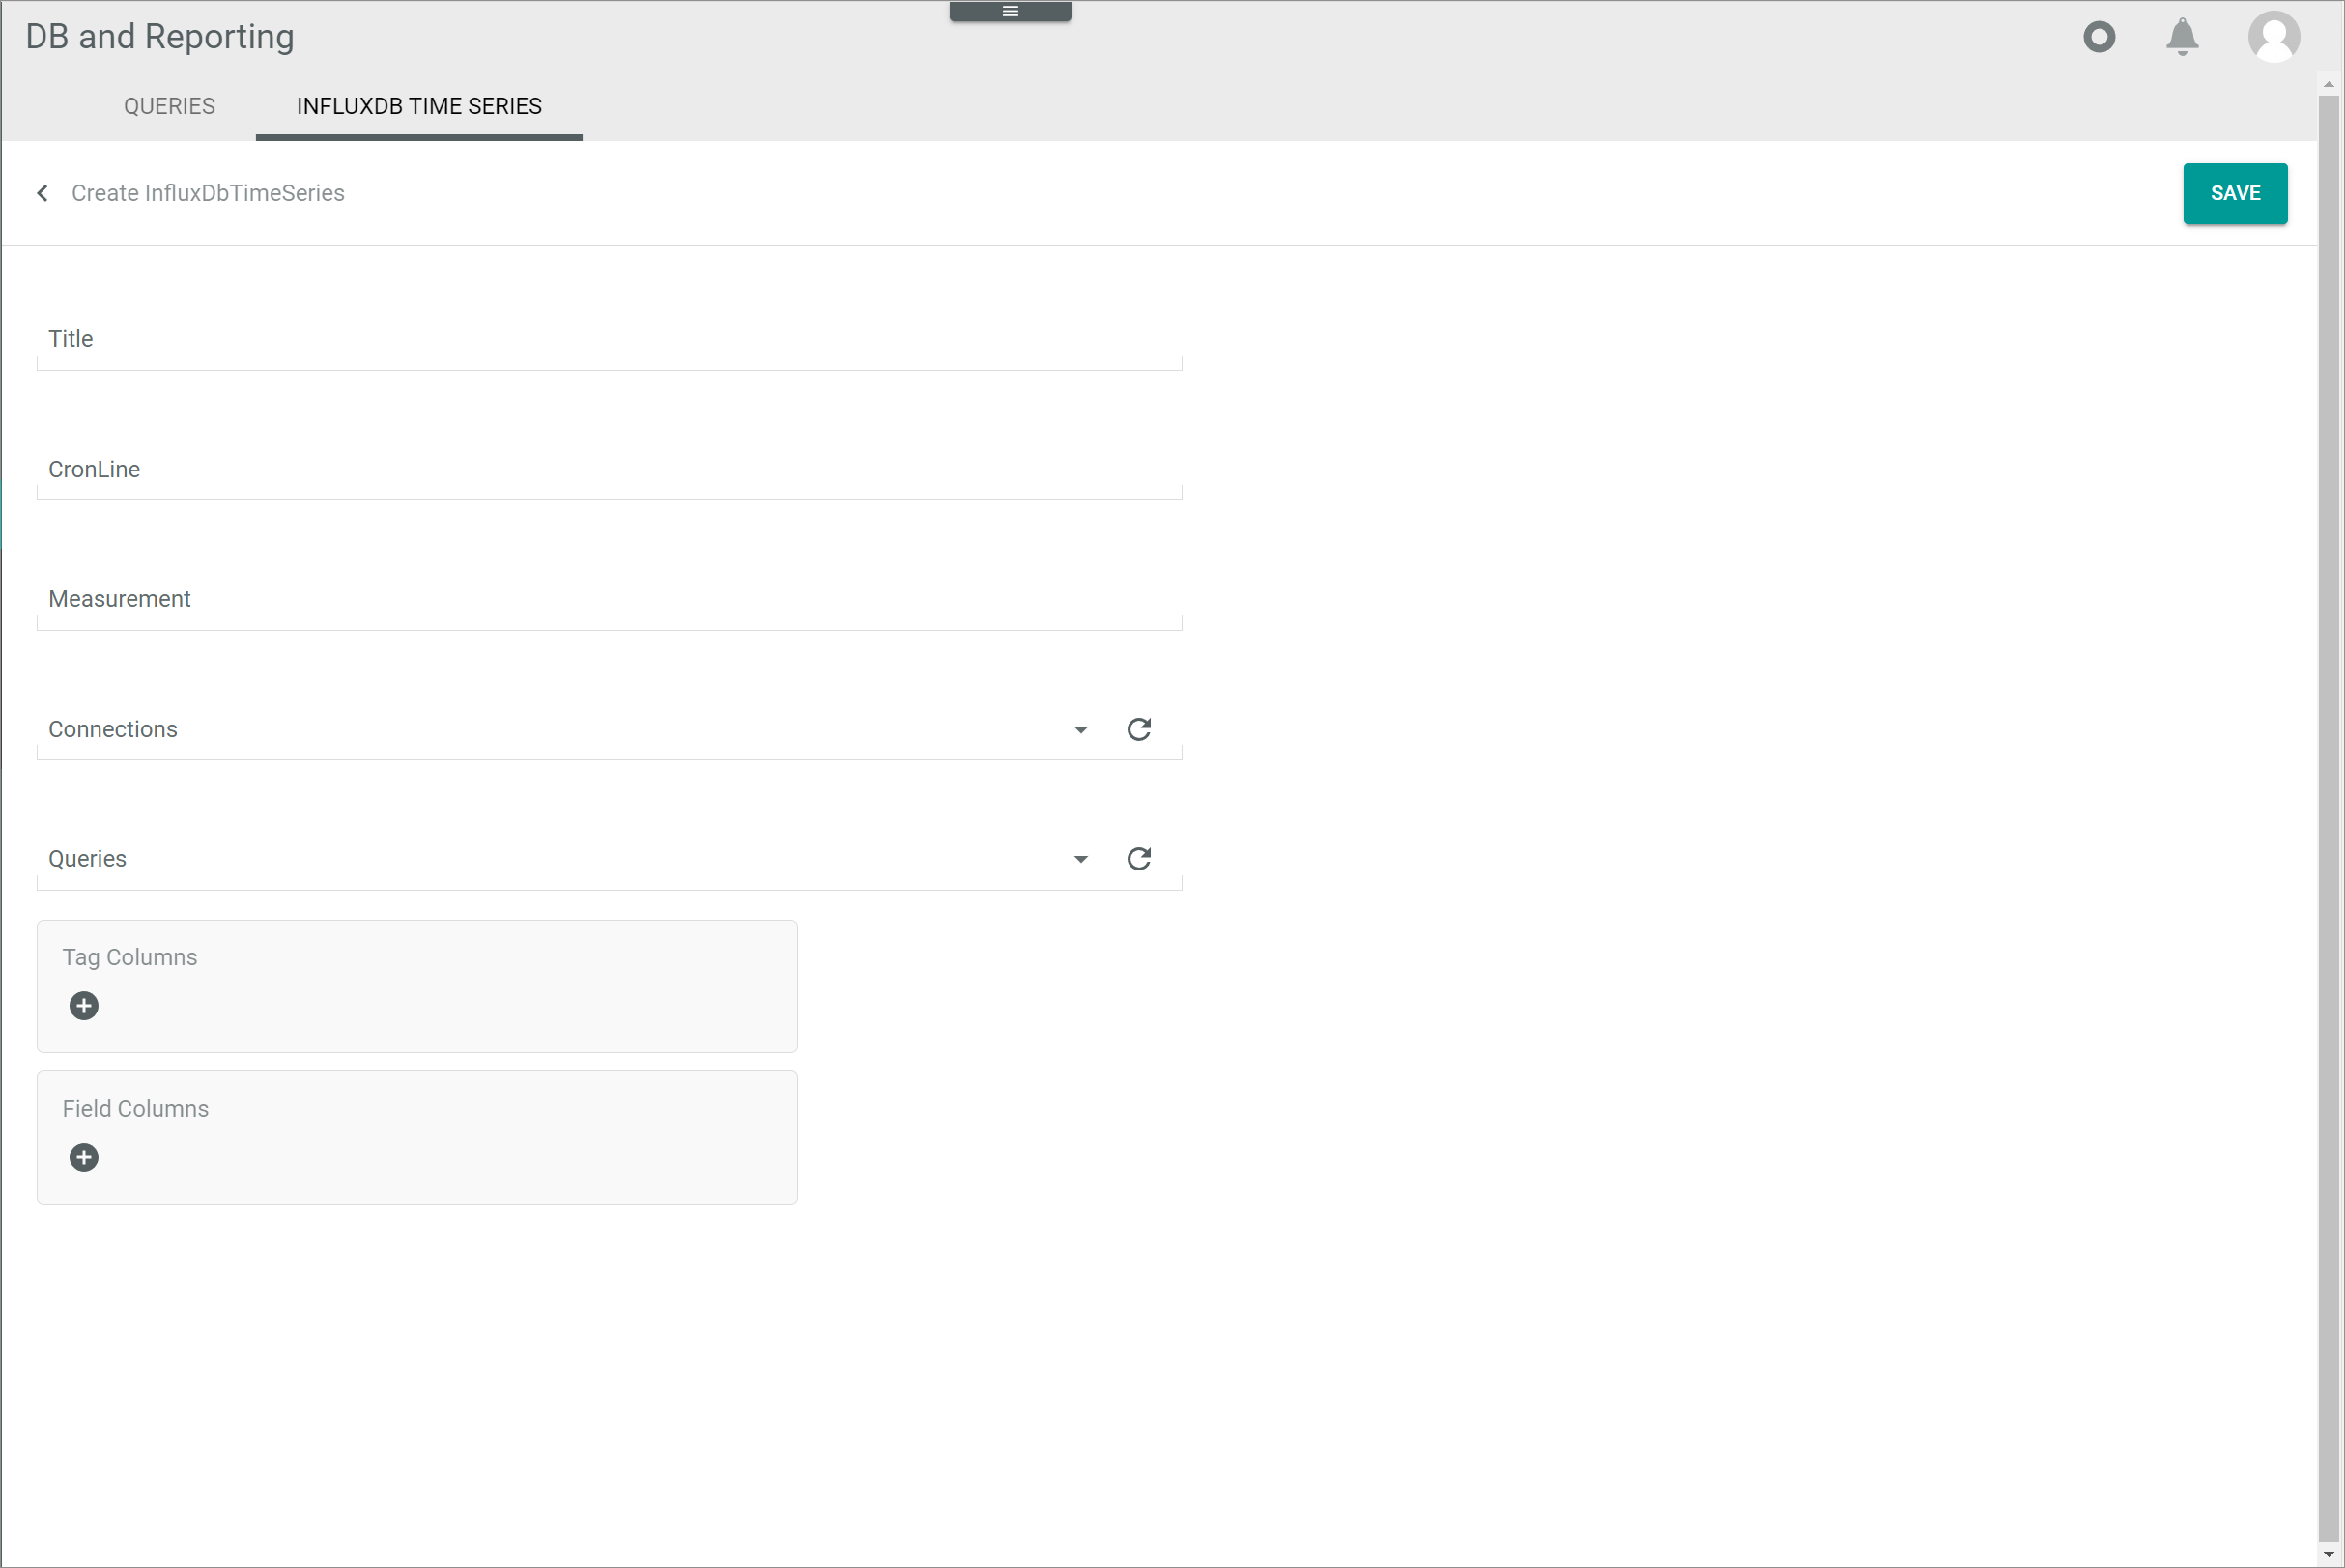 DB and Reporting
QUERIES
INFLUXDB TIME SERIES
Create InfluxDbTimeSeries
SAVE
Title
CronLine
Measurement
Connections
Queries
Tag Columns
Field Columns